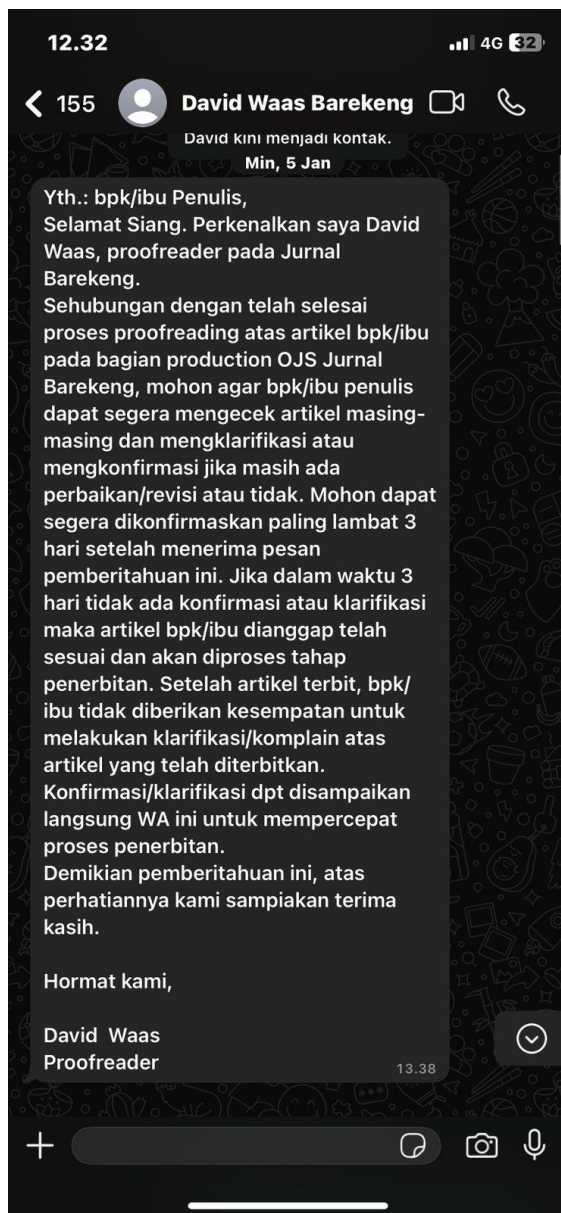 12.32
4G 32
155 David Waas Barekeng
David kini menjadi kontak.
Min, 5 Jan
Yth.: bpk/ibu Penulis,
Selamat Siang. Perkenalkan saya David
Waas, proofreader pada Jurnal
Barekeng.
Sehubungan dengan telah selesai
proses proofreading atas artikel bpk/ibu
pada bagian production OJS Jurnal
Barekeng, mohon agar bpk/ibu penulis
dapat segera mengecek artikel masing-
masing dan mengklarifikasi atau
mengkonfirmasi jika masih ada
perbaikan/revisi atau tidak. Mohon dapat
segera dikonfirmaskan paling lambat 3
hari setelah menerima pesan
pemberitahuan ini. Jika dalam waktu 3
hari tidak ada konfirmasi atau klarifikasi
maka artikel bpk/ibu dianggap telah
sesuai dan akan diproses tahap
penerbitan. Setelah artikel terbit, bpk/
ibu tidak diberikan kesempatan untuk
melakukan klarifikasi/komplain atas
artikel yang telah diterbitkan.
Konfirmasi/klarifikasi dpt disampaikan
langsung WA ini untuk mempercepat
proses penerbitan.
Demikian pemberitahuan ini, atas
perhatiannya kami sampiakan terima
kasih.
Hormat kami,
David Waas
Proofreader
13.38